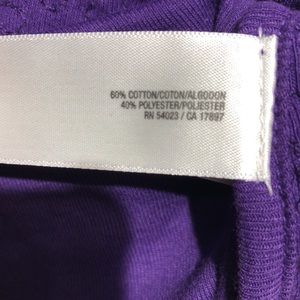 60% COTTON/COTON/ALGODON
40% POLYESTER/POLIESTER
RN 54023 / CA 17897